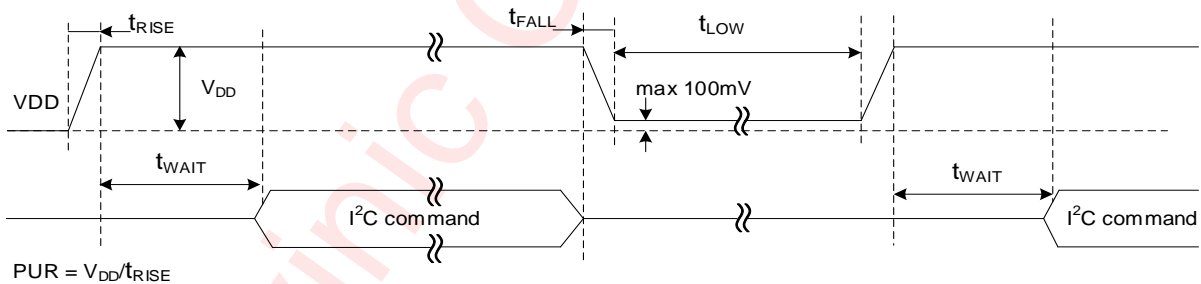 tRISE
tFALL
tLOW
VDD
VDD
max 100mV
tWAIT
tWAIT
I²C command
I²C command
PUR = VDD/tRISE